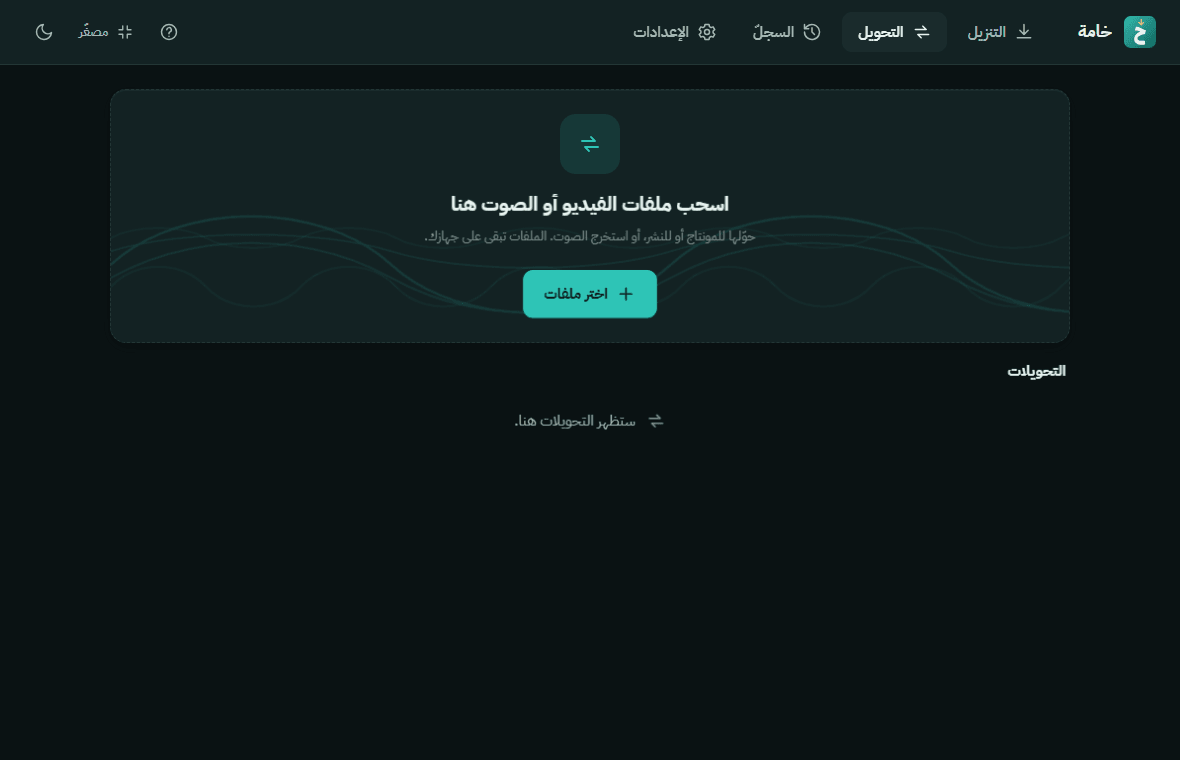 خامة
التنزيل
التحويل
السجلّ
الإعدادات
مصغّر
اسحب ملفات الفيديو أو الصوت هنا
حوّلها للمونتاج أو للنشر، أو استخرج الصوت. الملفات تبقى على جهازك.
اختر ملفات
التحويلات
ستظهر التحويلات هنا.